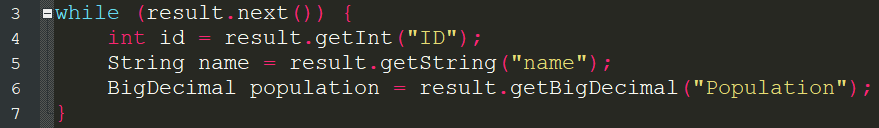 3 while (result.next()) {
4 int id = result.getInt("ID");
5 String name = result.getString("name");
6 BigDecimal population = result.getBigDecimal("Population");
7 }